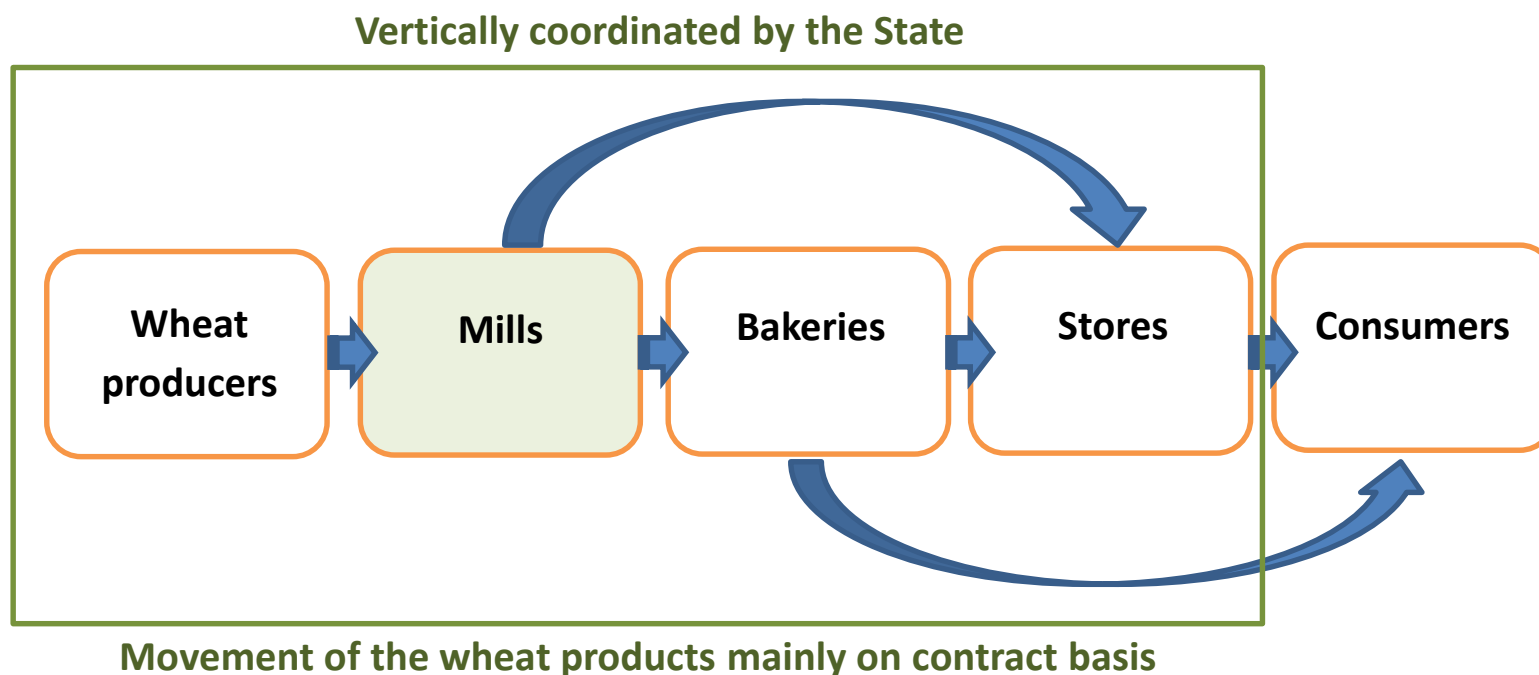 Vertically coordinated by the State
Wheat
producers
Mills
Bakeries
Stores
Consumers
Movement of the wheat products mainly on contract basis